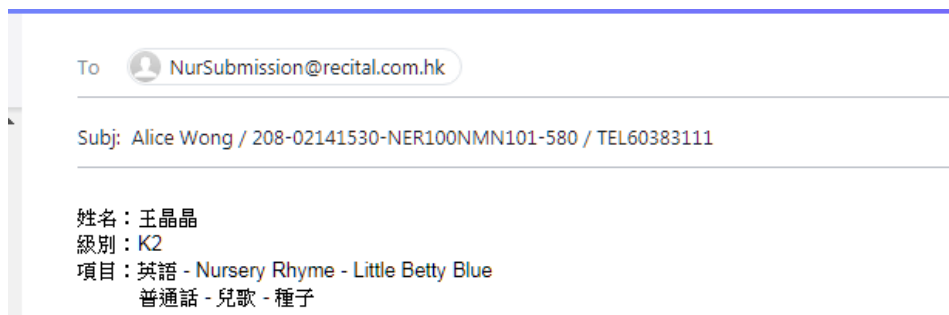 To NurSubmission@recital.com.hk
Subj: Alice Wong / 208-02141530-NER100NMN101-580 / TEL60383111
姓名：王晶晶
級別：K2
項目：英語 - Nursery Rhyme - Little Betty Blue
普通話 - 兒歌 - 種子